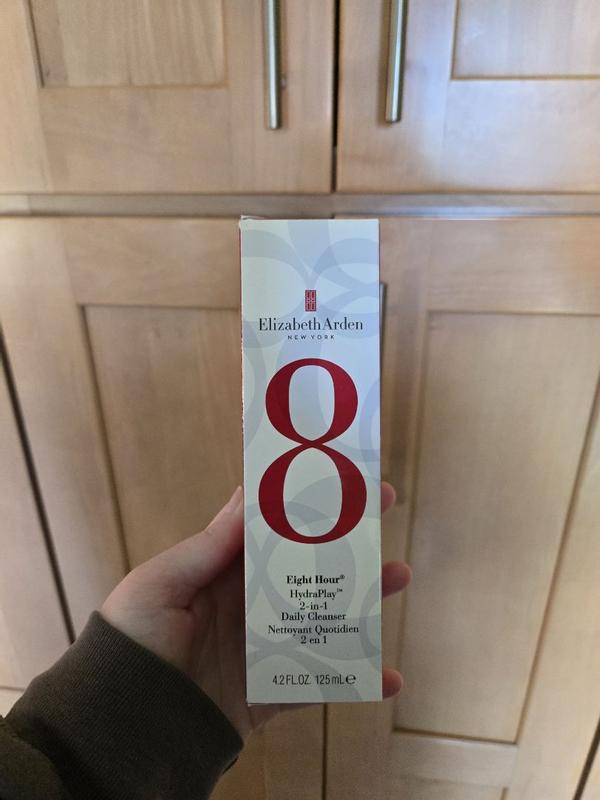 Elizabeth Arden
NEW YORK
8
Eight Hour®
HydraPlay™
2-in-1
Daily Cleanser
Nettoyant Quotidien
2 en 1
4.2 FL.OZ. 125 mL℮